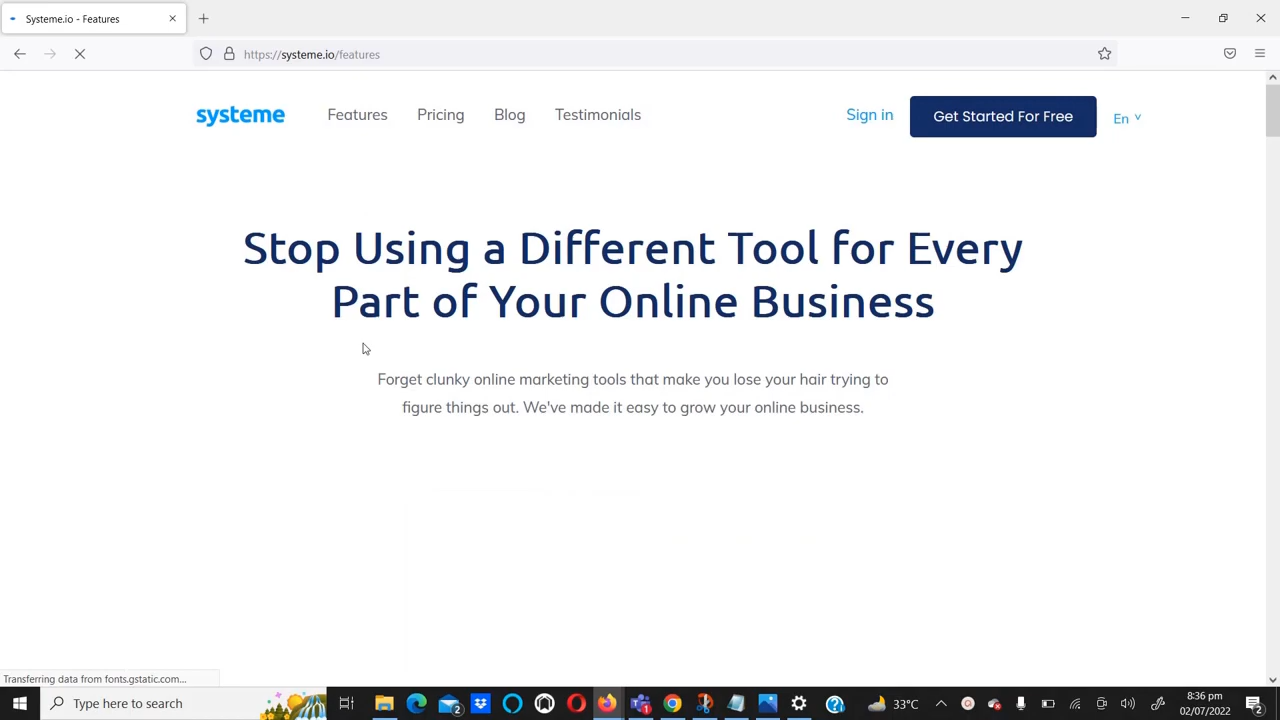 Systeme.io - Features
https://systeme.io/features
systeme
Features
Pricing
Blog
Testimonials
Sign in
Get Started For Free
En
Stop Using a Different Tool for Every
Part of Your Online Business
Forget clunky online marketing tools that make you lose your hair trying to
figure things out. We've made it easy to grow your online business.
Transferring data from fonts.gstatic.com...
Type here to search
2
1
33°C
8:36 pm
02/07/2022
2